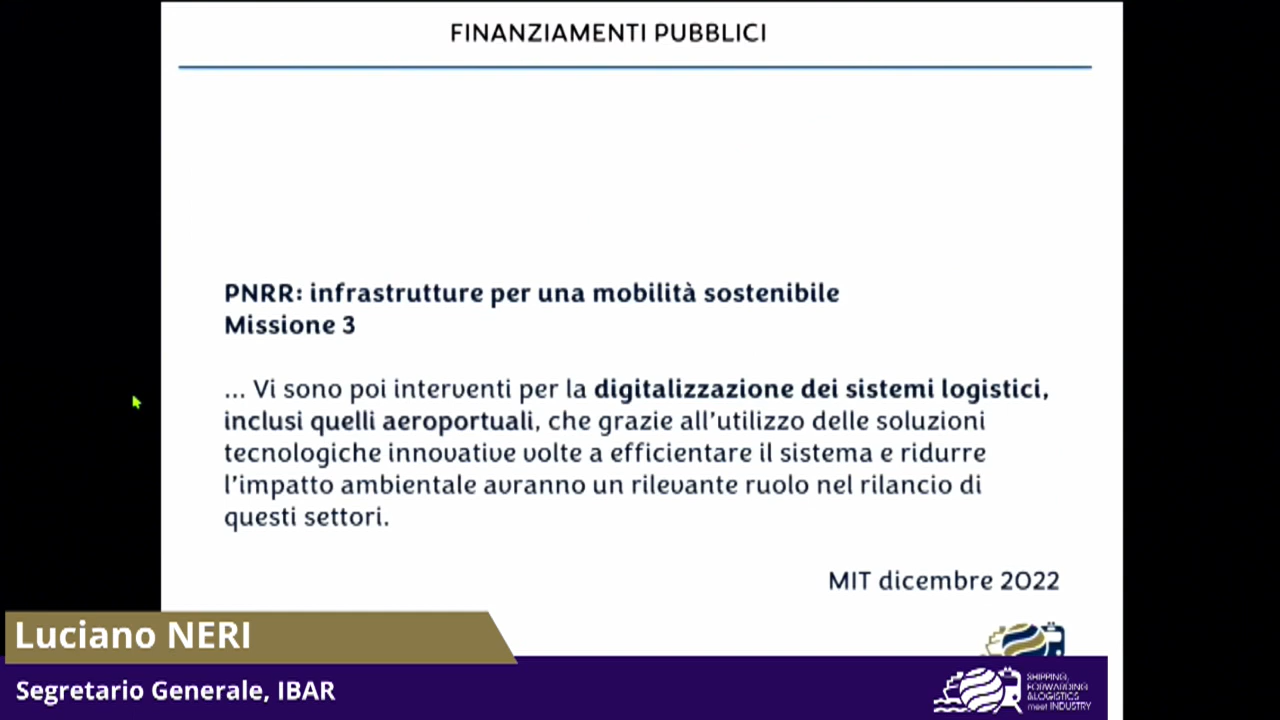 FINANZIAMENTI PUBBLICI
PNRR: infrastrutture per una mobilità sostenibile
Missione 3
... Vi sono poi interventi per la digitalizzazione dei sistemi logistici,
inclusi quelli aeroportuali, che grazie all'utilizzo delle soluzioni
tecnologiche innovative volte a efficientare il sistema e ridurre
l'impatto ambientale avranno un rilevante ruolo nel rilancio di
questi settori.
MIT dicembre 2022
Luciano NERI
Segretario Generale, IBAR
SHIPPING,
FORWARDING
&LOGISTICS
meet INDUSTRY